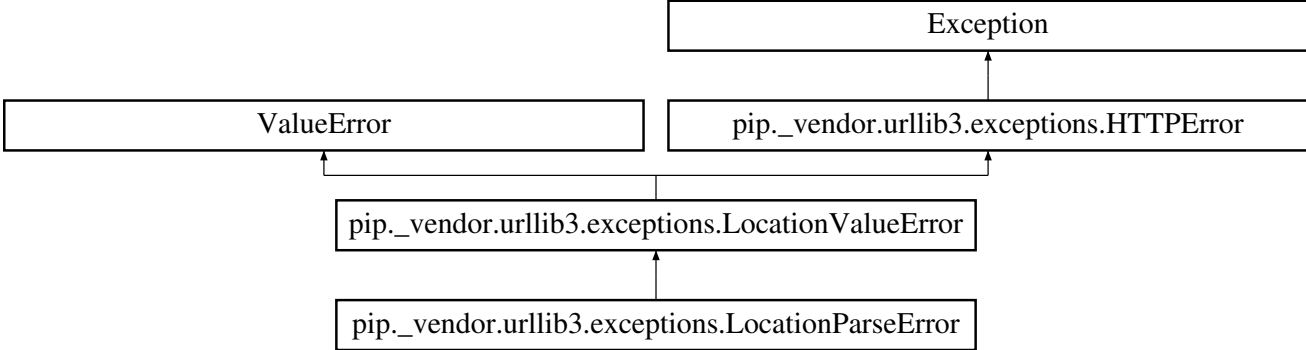 Exception
ValueError
pip._vendor.urllib3.exceptions.HTTPError
pip._vendor.urllib3.exceptions.LocationValueError
pip._vendor.urllib3.exceptions.LocationParseError